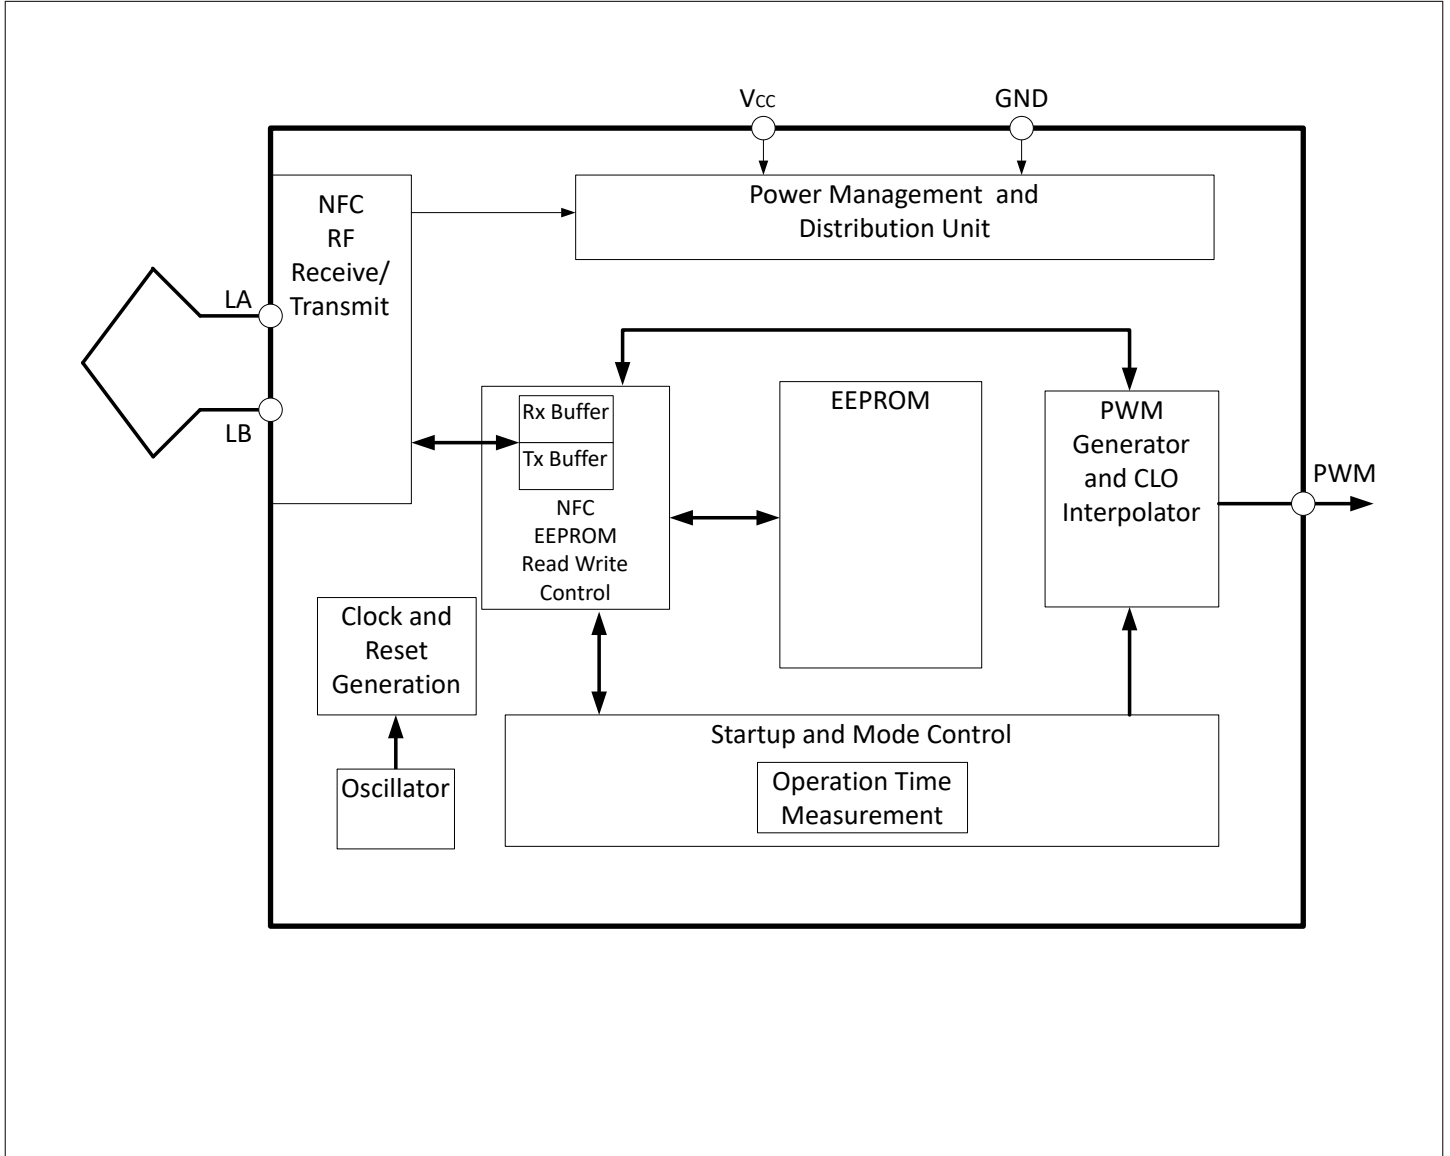 VCC
GND
NFC
RF
Receive/
Transmit
Power Management and
Distribution Unit
LA
LB
Rx Buffer
Tx Buffer
NFC
EEPROM
Read Write
Control
EEPROM
PWM
Generator
and CLO
Interpolator
PWM
Clock and
Reset
Generation
Oscillator
Startup and Mode Control
Operation Time
Measurement